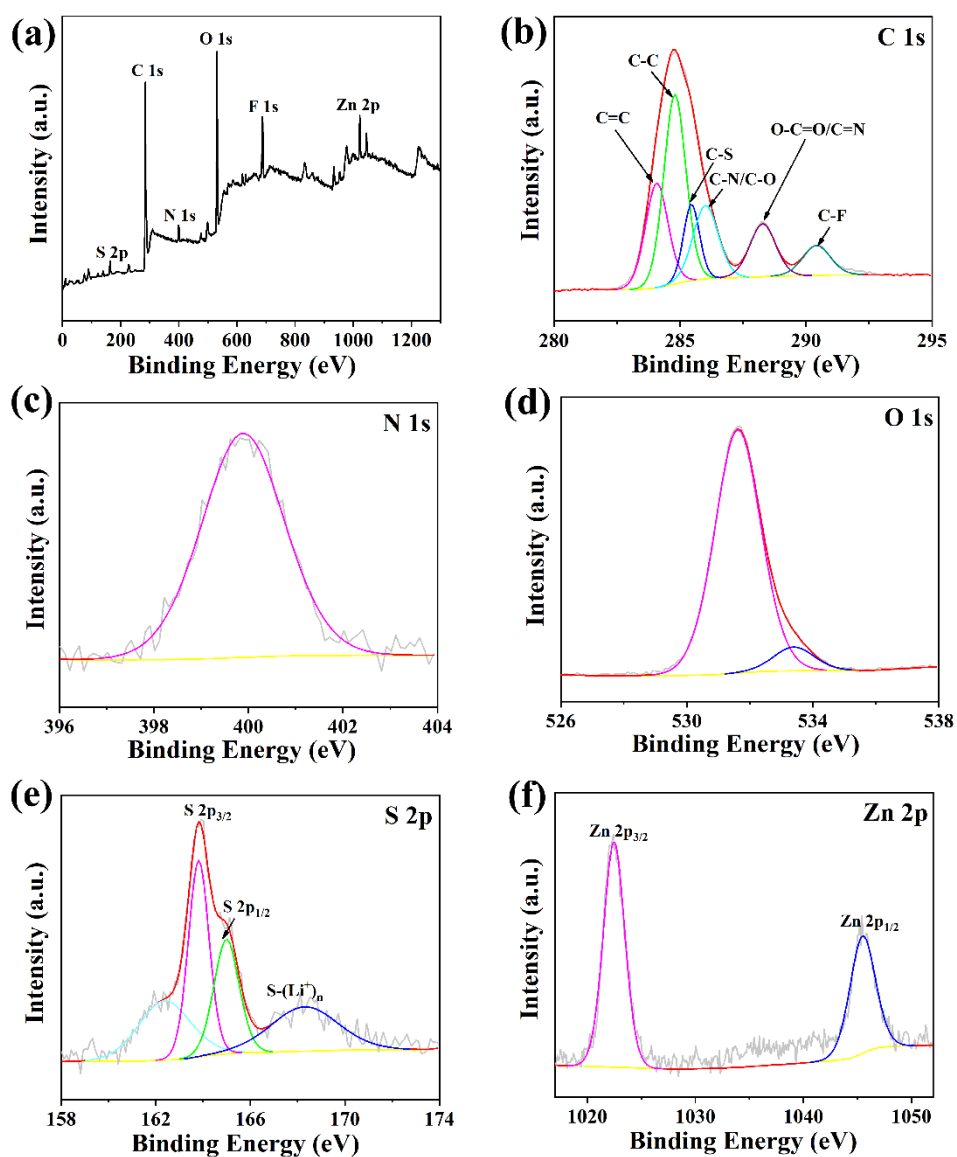 (a)
O 1s
C 1s
F 1s
Zn 2p
N 1s
S 2p
Intensity (a.u.)
0 200 400 600 800 1000 1200
Binding Energy (eV)
(b)
C 1s
C-C
C=C
O-C=O/C=N
C-S
C-N/C-O
C-F
Intensity (a.u.)
280 285 290 295
Binding Energy (eV)
(c)
N 1s
Intensity (a.u.)
396 398 400 402 404
Binding Energy (eV)
(d)
O 1s
Intensity (a.u.)
526 530 534 538
Binding Energy (eV)
(e)
S 2p
S 2p3/2
S 2p1/2
S-(Li+)n
Intensity (a.u.)
158 162 166 170 174
Binding Energy (eV)
(f)
Zn 2p
Zn 2p3/2
Zn 2p1/2
Intensity (a.u.)
1020 1030 1040 1050
Binding Energy (eV)